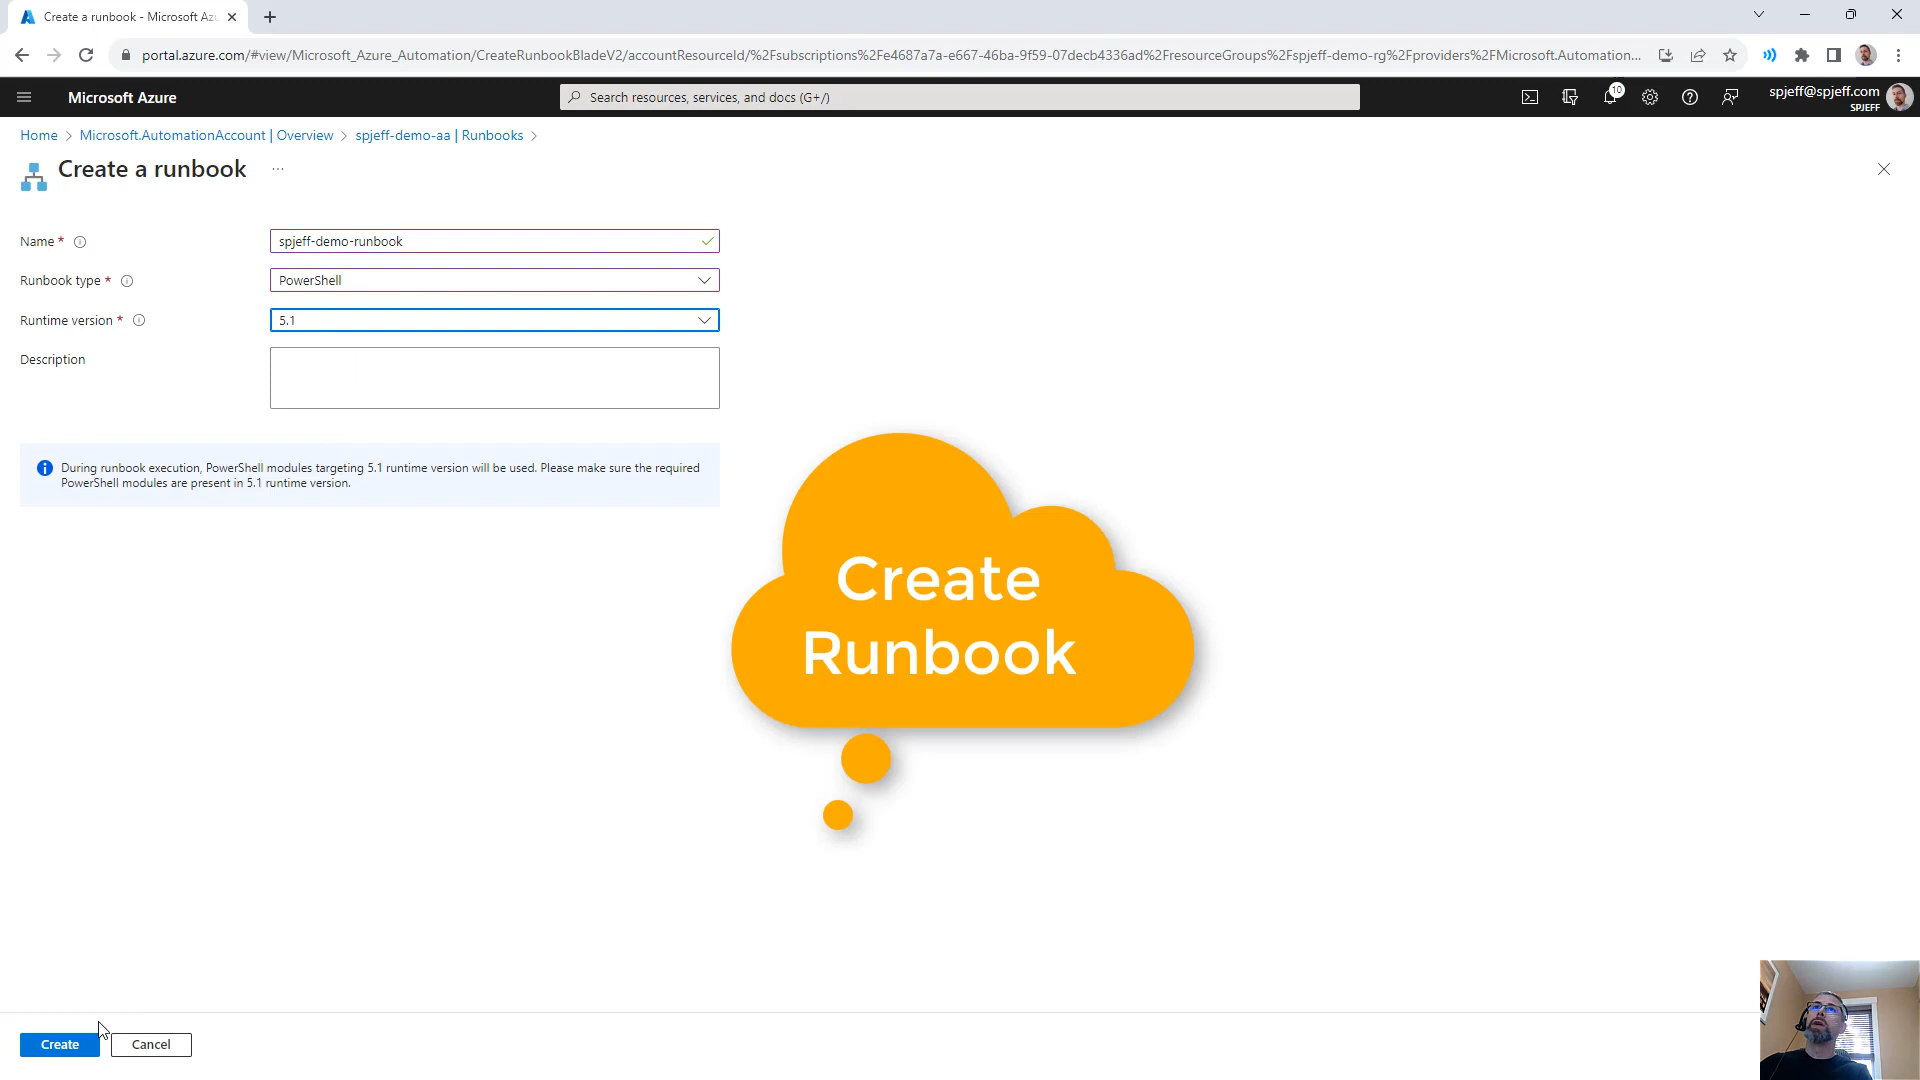 Create a runbook - Microsoft Az
portal.azure.com/#view/Microsoft_Azure_Automation/CreateRunbookBladeV2/accountResourceId/%2Fsubscriptions%2Fe4687a7a-e667-46ba-9f59-07decb4336ad%2FresourceGroups%2Fspjeff-demo-rg%2Fproviders%2FMicrosoft.Automation...
Microsoft Azure
Search resources, services, and docs (G+/)
10
spjeff@spjeff.com
SPJEFF
Home > Microsoft.AutomationAccount | Overview > spjeff-demo-aa | Runbooks >
Create a runbook ...
Name * spjeff-demo-runbook
Runbook type * PowerShell
Runtime version * 5.1
Description
During runbook execution, PowerShell modules targeting 5.1 runtime version will be used. Please make sure the required
PowerShell modules are present in 5.1 runtime version.
Create
Runbook
Create Cancel